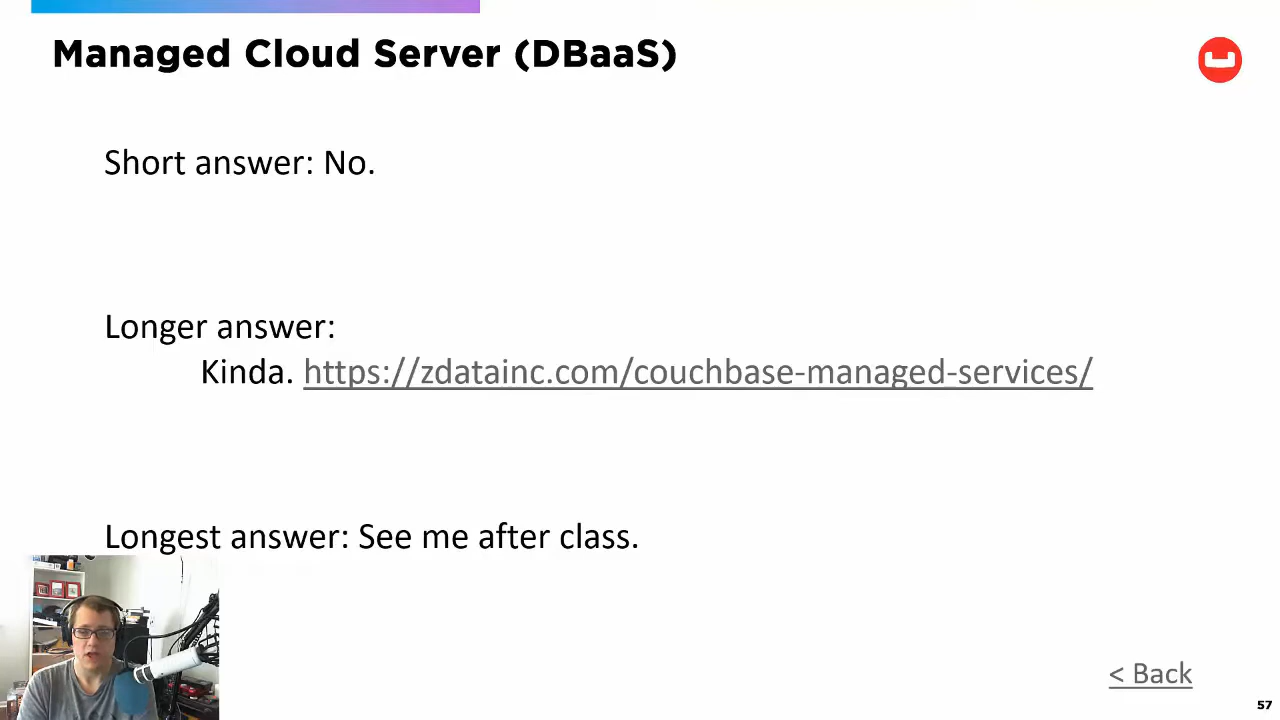 Managed Cloud Server (DBaaS)
Short answer: No.
Longer answer:
Kinda. https://zdatainc.com/couchbase-managed-services/
Longest answer: See me after class.
< Back
57